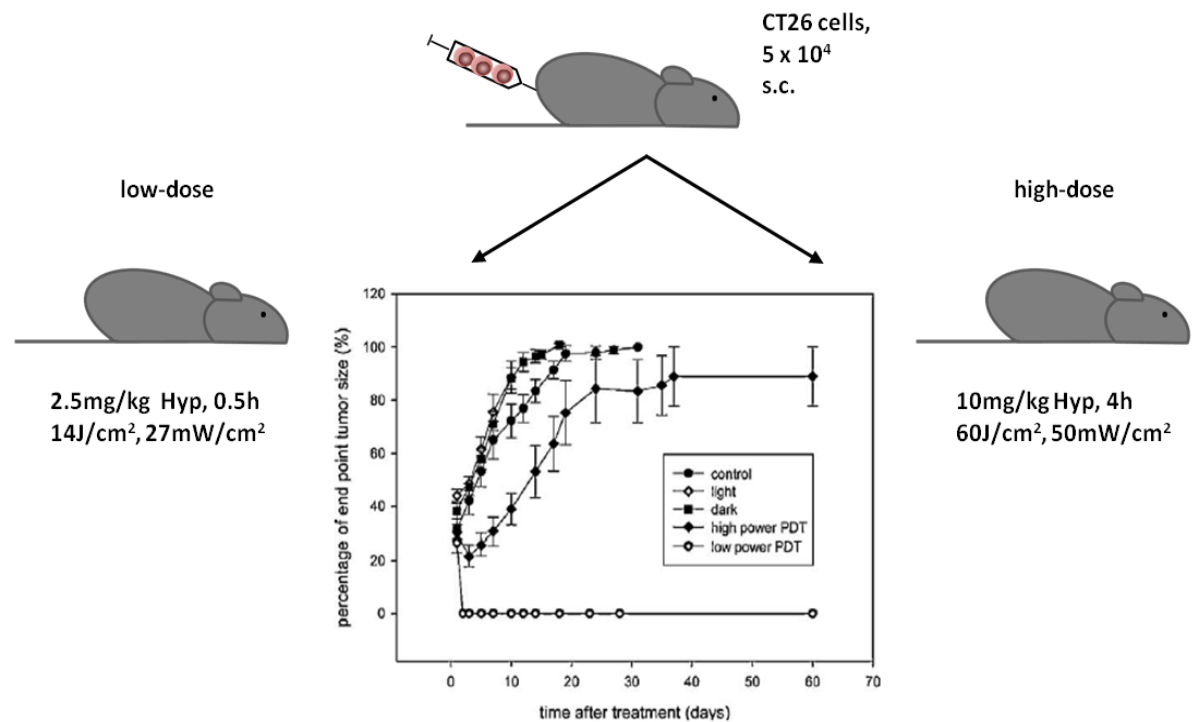 CT26 cells,
5 x 10⁴
s.c.
low-dose
high-dose
2.5mg/kg Hyp, 0.5h
14J/cm², 27mW/cm²
10mg/kg Hyp, 4h
60J/cm², 50mW/cm²
percentage of end point tumor size (%)
120
100
80
60
40
20
0
control
light
dark
high power PDT
low power PDT
0 10 20 30 40 50 60 70
time after treatment (days)